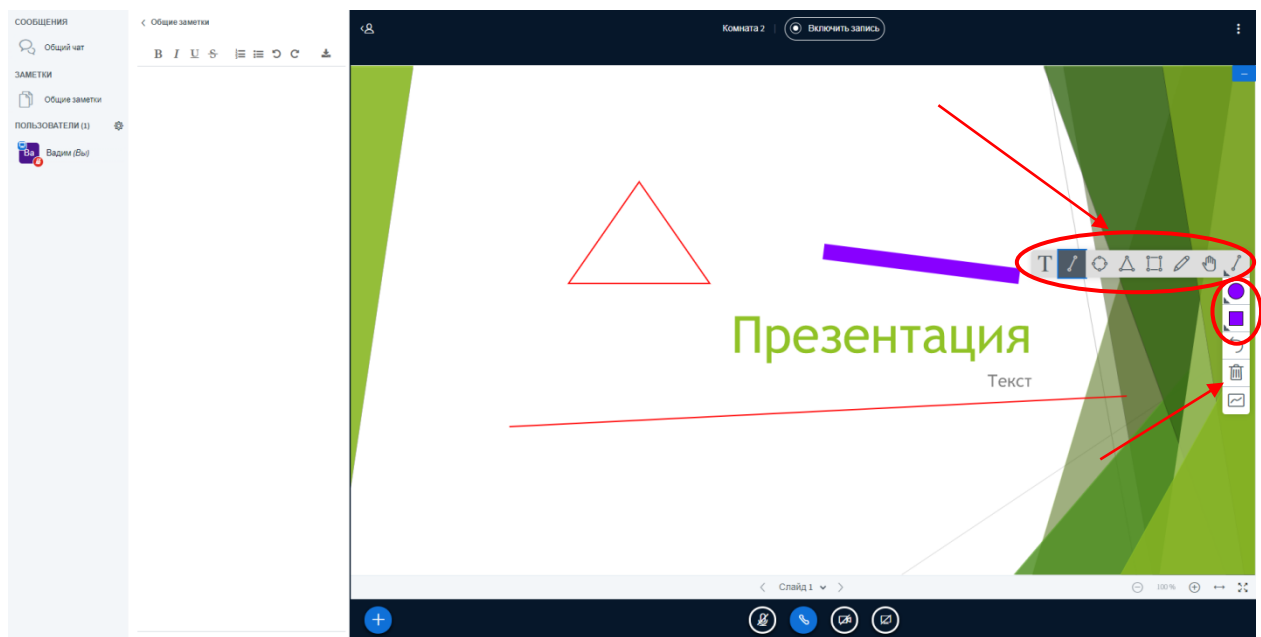 СООБЩЕНИЯ
Общий чат
ЗАМЕТКИ
Общие заметки
ПОЛЬЗОВАТЕЛИ (1)
Ва
Вадим (Вы)
Общие заметки
B I U S
Комната 2
Включить запись
T
Презентация
Текст
Слайд 1
100 %